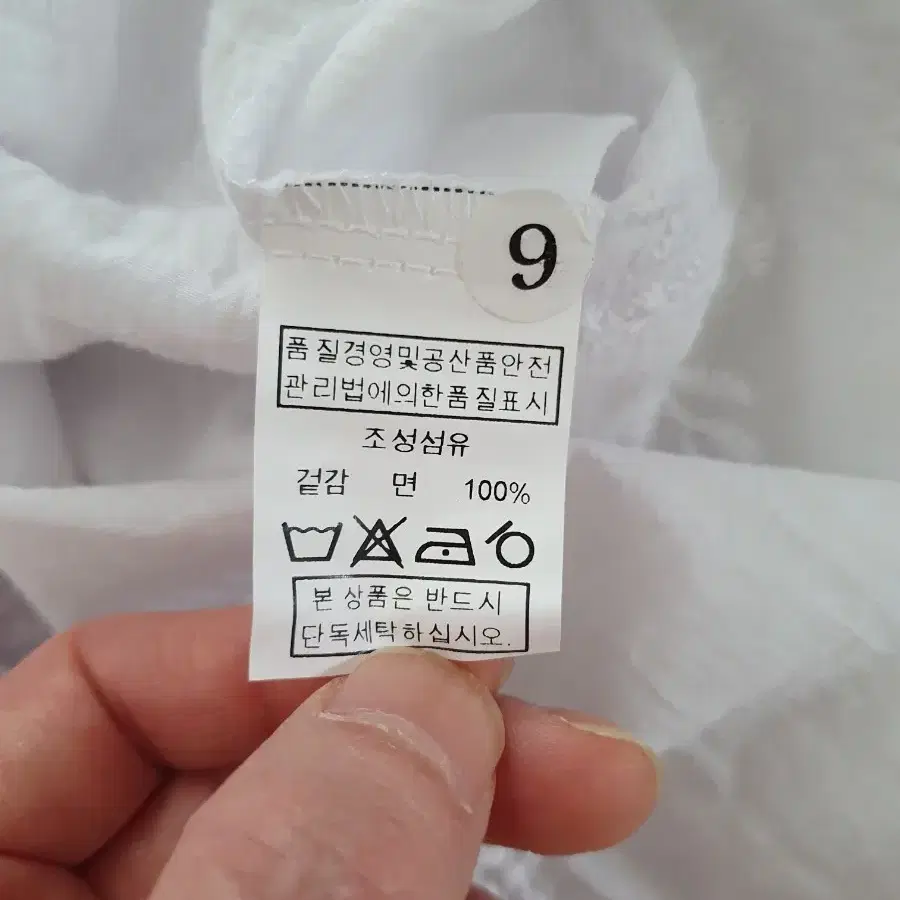 9
품질경영및공산품안전
관리법에의한품질표시
조성섬유
겉감 면 100%
본 상품은 반드시
단독세탁하십시오.